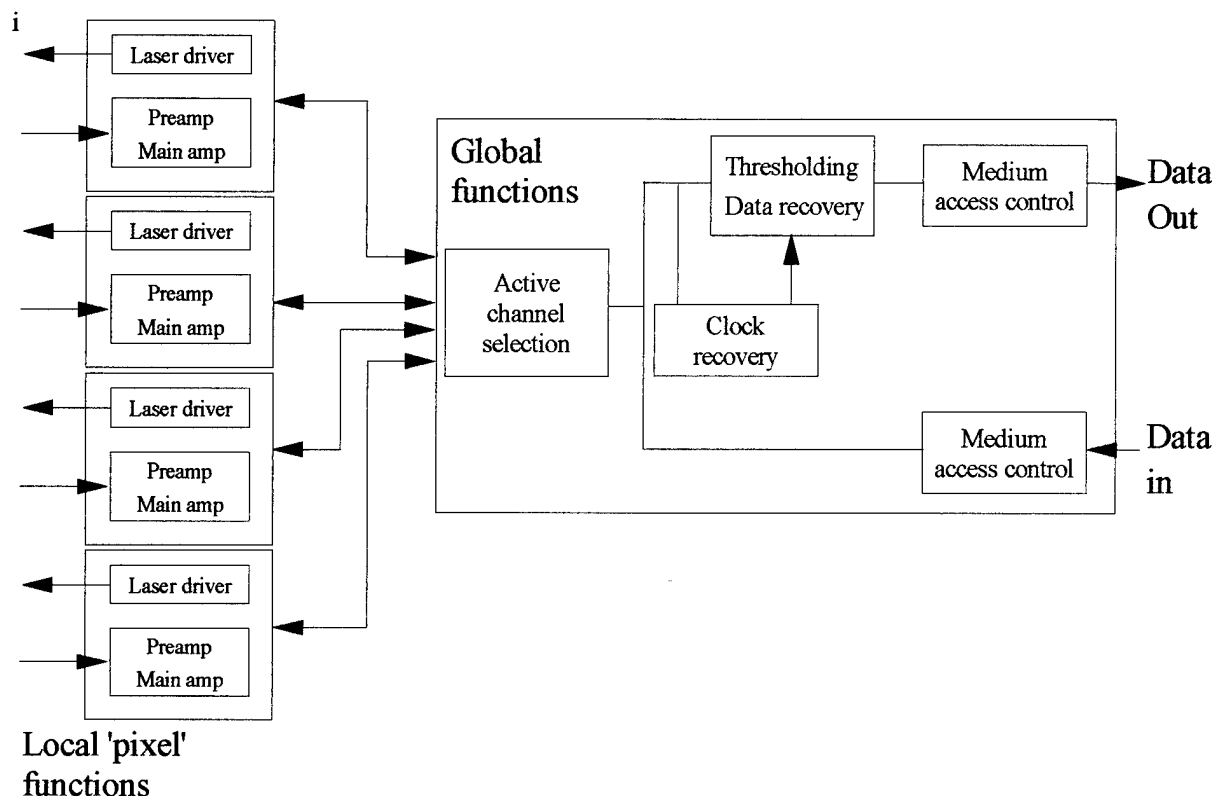 i
Laser driver
Preamp
Main amp
Laser driver
Preamp
Main amp
Laser driver
Preamp
Main amp
Laser driver
Preamp
Main amp
Local 'pixel'
functions
Global
functions
Active
channel
selection
Thresholding
Data recovery
Clock
recovery
Medium
access control
Data
Out
Medium
access control
Data
in